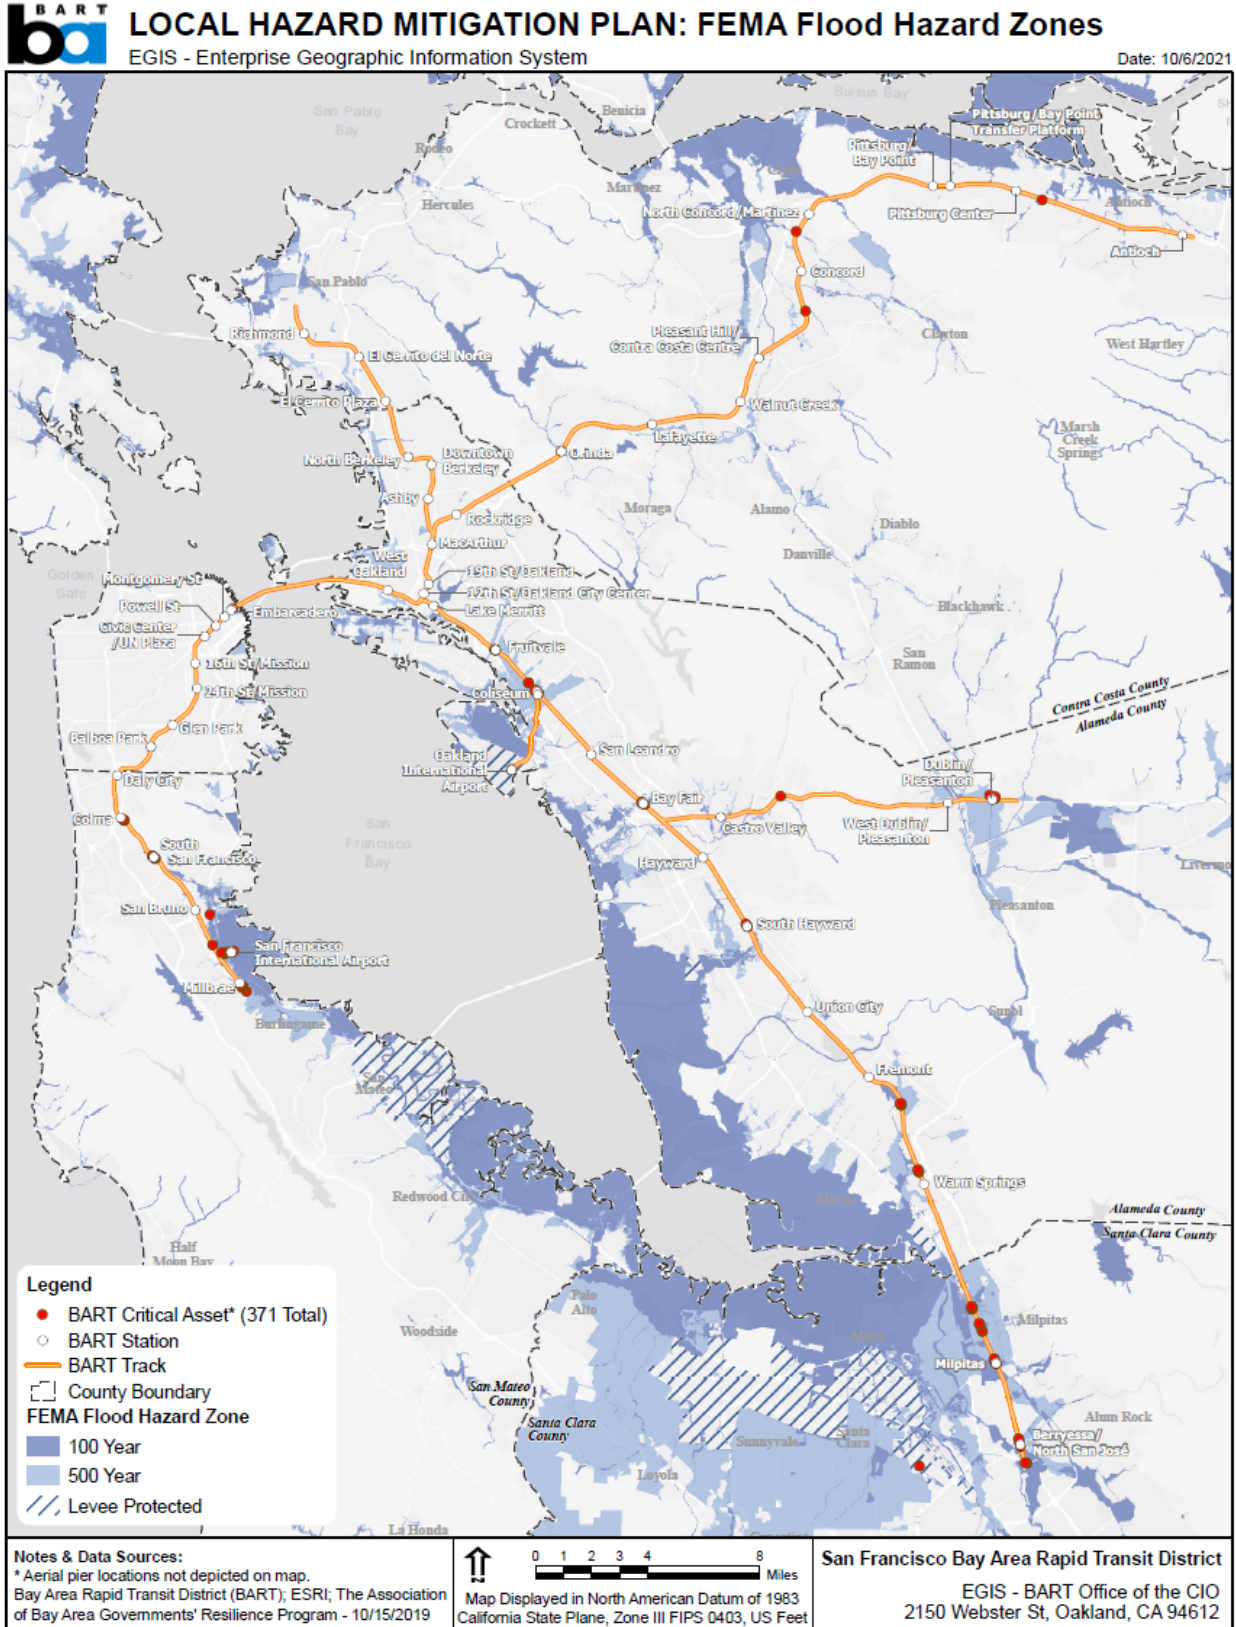 BART
ba
LOCAL HAZARD MITIGATION PLAN: FEMA Flood Hazard Zones
EGIS - Enterprise Geographic Information System
Date: 10/6/2021
San Pablo
Bay
Crockett
Benicia
Suisun Bay
Pittsburg/Bay Point
Transfer Platform
Pittsburg/
Bay Point
Rodeo
Hercules
Martinez
North Concord/Martinez
Pittsburg Center
Antioch
Antioch
Concord
San Pablo
Richmond
El Cerrito del Norte
Pleasant Hill/
Contra Costa Centre
Clayton
West Hartley
El Cerrito Plaza
Walnut Creek
Lafayette
Orinda
Marsh
Creek
Springs
North Berkeley
Downtown
Berkeley
Ashby
Rockridge
Moraga
Alamo
Diablo
MacArthur
Danville
West
Oakland
19th St/Oakland
12th St/Oakland City Center
Lake Merritt
Golden
Gate
Montgomery St
Powell St
Embarcadero
Civic Center
/UN Plaza
Blackhawk
16th St/Mission
24th St/Mission
Fruitvale
San
Ramon
Coliseum
Contra Costa County
Alameda County
Glen Park
Balboa Park
San Leandro
Oakland
International
Airport
Daly City
Dublin/
Pleasanton
Bay Fair
Castro Valley
West Dublin/
Pleasanton
Colma
South
San Francisco
San
Francisco
Bay
Hayward
Livermo
Pleasanton
San Bruno
South Hayward
San Francisco
International Airport
Millbrae
Burlingame
Union City
Sunol
San
Mateo
Fremont
Redwood City
Warm Springs
Alameda County
Santa Clara County
Half
Moon Bay
Palo
Alto
Woodside
Milpitas
Milpitas
San Mateo
County
Santa Clara
County
Alum Rock
Berryessa/
North San José
Sunnyvale
Santa
Clara
Loyola
La Honda
Legend
BART Critical Asset* (371 Total)
BART Station
BART Track
County Boundary
FEMA Flood Hazard Zone
100 Year
500 Year
Levee Protected
Notes & Data Sources:
* Aerial pier locations not depicted on map.
Bay Area Rapid Transit District (BART); ESRI; The Association
of Bay Area Governments' Resilience Program - 10/15/2019
0 1 2 3 4 8
Miles
Map Displayed in North American Datum of 1983
California State Plane, Zone III FIPS 0403, US Feet
San Francisco Bay Area Rapid Transit District
EGIS - BART Office of the CIO
2150 Webster St, Oakland, CA 94612